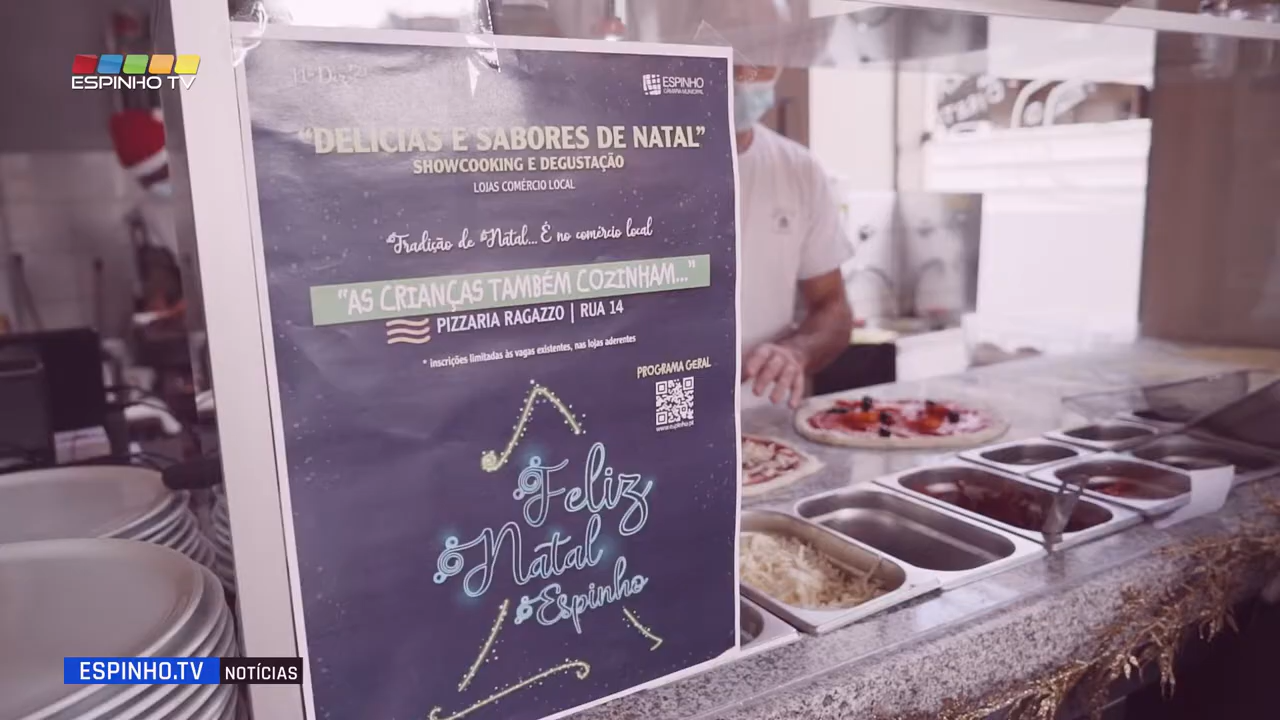 ESPINHO TV
ESPINHO
CÂMARA MUNICIPAL
"DELÍCIAS E SABORES DE NATAL"
SHOWCOOKING E DEGUSTAÇÃO
LOJAS COMÉRCIO LOCAL
Tradição de Natal... É no comércio local
"AS CRIANÇAS TAMBÉM COZINHAM..."
PIZZARIA RAGAZZO | RUA 14
* inscrições limitadas às vagas existentes, nas lojas aderentes
PROGRAMA GERAL
www.espinho.pt
Feliz
Natal
Espinho
ESPINHO.TV NOTÍCIAS